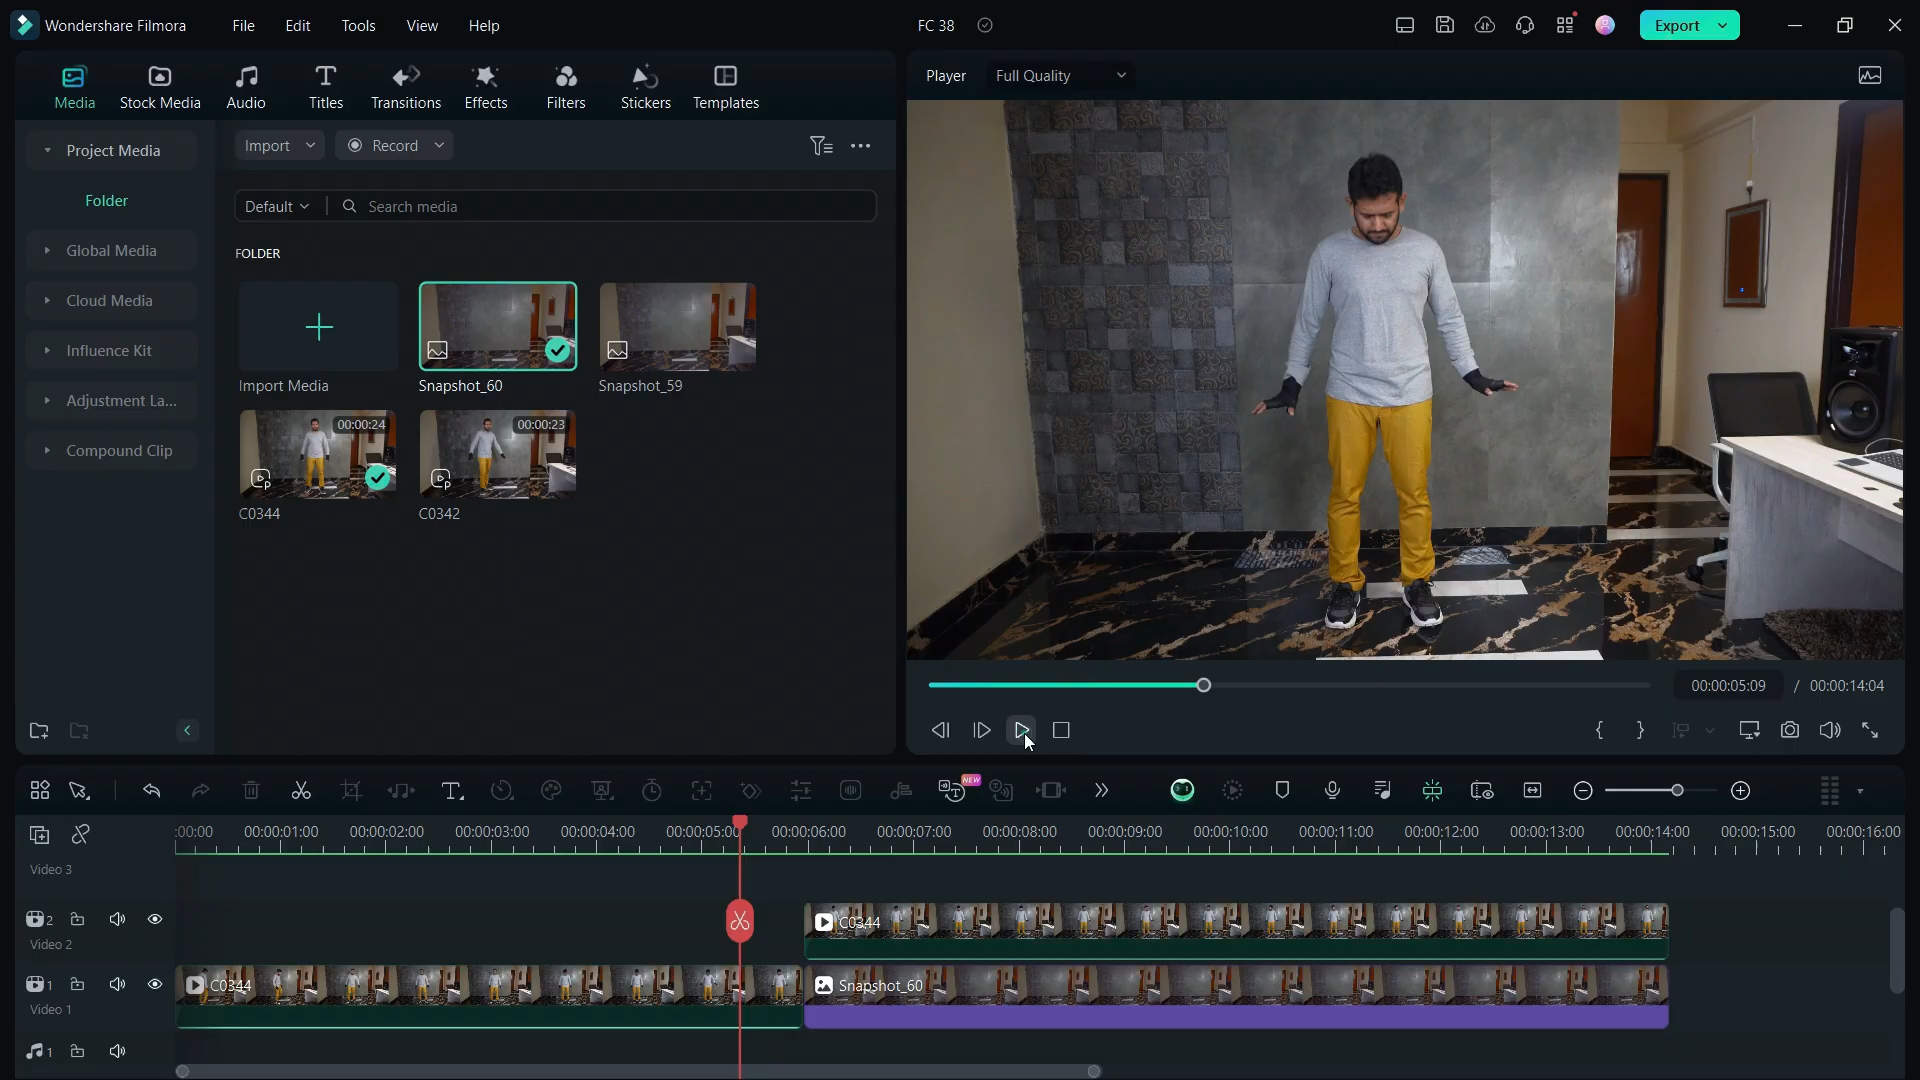 Wondershare Filmora
File
Edit
Tools
View
Help
FC 38
Export
Media
Stock Media
Audio
Titles
Transitions
Effects
Filters
Stickers
Templates
Player
Full Quality
Project Media
Folder
Global Media
Cloud Media
Influence Kit
Adjustment La...
Compound Clip
Import
Record
Default
Search media
FOLDER
Import Media
Snapshot_60
Snapshot_59
00:00:24
00:00:23
C0344
C0342
00:00:05:09 / 00:00:14:04
NEW
:00:00 00:00:01:00 00:00:02:00 00:00:03:00 00:00:04:00 00:00:05:00 00:00:06:00 00:00:07:00 00:00:08:00 00:00:09:00 00:00:10:00 00:00:11:00 00:00:12:00 00:00:13:00 00:00:14:00 00:00:15:00 00:00:16:00
Video 3
2
Video 2
C0344
1
Video 1
C0344
Snapshot_60
1